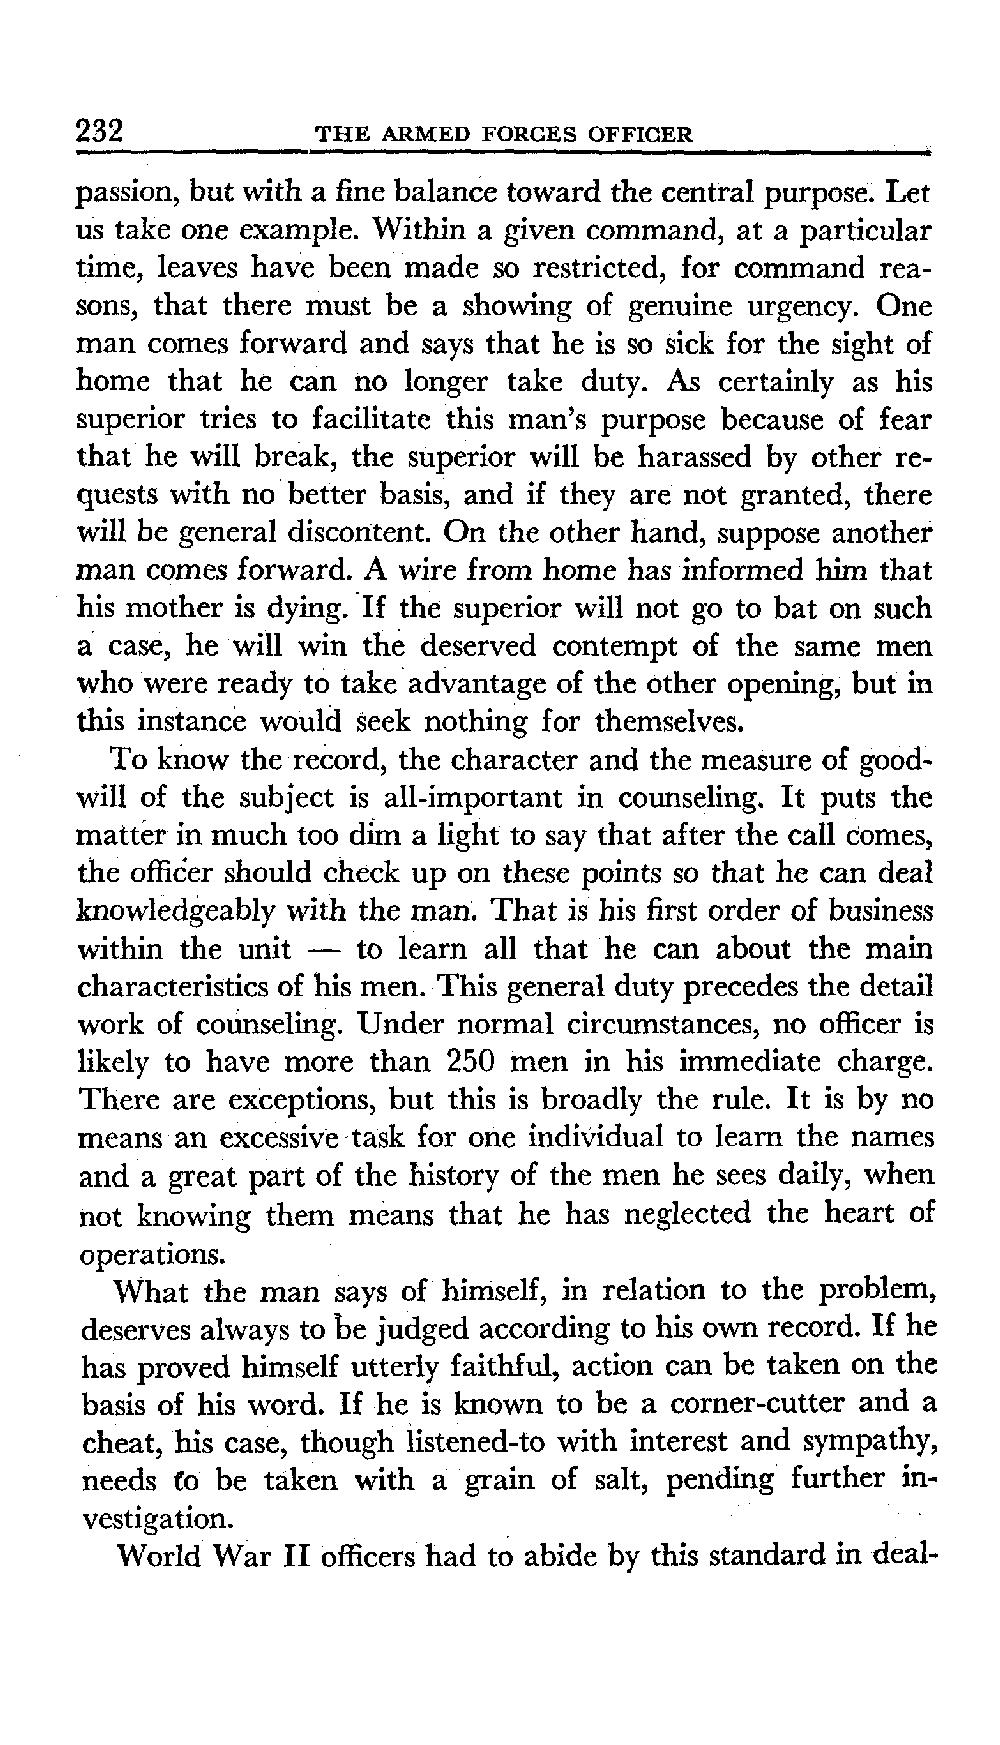 232 THE ARMED FORCES OFFICER
passion, but with a fine balance toward the central purpose. Let
us take one example. Within a given command, at a particular
time, leaves have been made so restricted, for command rea-
sons, that there must be a showing of genuine urgency. One
man comes forward and says that he is so sick for the sight of
home that he can no longer take duty. As certainly as his
superior tries to facilitate this man's purpose because of fear
that he will break, the superior will be harassed by other re-
quests with no better basis, and if they are not granted, there
will be general discontent. On the other hand, suppose another
man comes forward. A wire from home has informed him that
his mother is dying. If the superior will not go to bat on such
a case, he will win the deserved contempt of the same men
who were ready to take advantage of the other opening, but in
this instance would seek nothing for themselves.
To know the record, the character and the measure of good-
will of the subject is all-important in counseling. It puts the
matter in much too dim a light to say that after the call comes,
the officer should check up on these points so that he can deal
knowledgeably with the man. That is his first order of business
within the unit — to learn all that he can about the main
characteristics of his men. This general duty precedes the detail
work of counseling. Under normal circumstances, no officer is
likely to have more than 250 men in his immediate charge.
There are exceptions, but this is broadly the rule. It is by no
means an excessive task for one individual to learn the names
and a great part of the history of the men he sees daily, when
not knowing them means that he has neglected the heart of
operations.
What the man says of himself, in relation to the problem,
deserves always to be judged according to his own record. If he
has proved himself utterly faithful, action can be taken on the
basis of his word. If he is known to be a corner-cutter and a
cheat, his case, though listened-to with interest and sympathy,
needs to be taken with a grain of salt, pending further in-
vestigation.
World War II officers had to abide by this standard in deal-